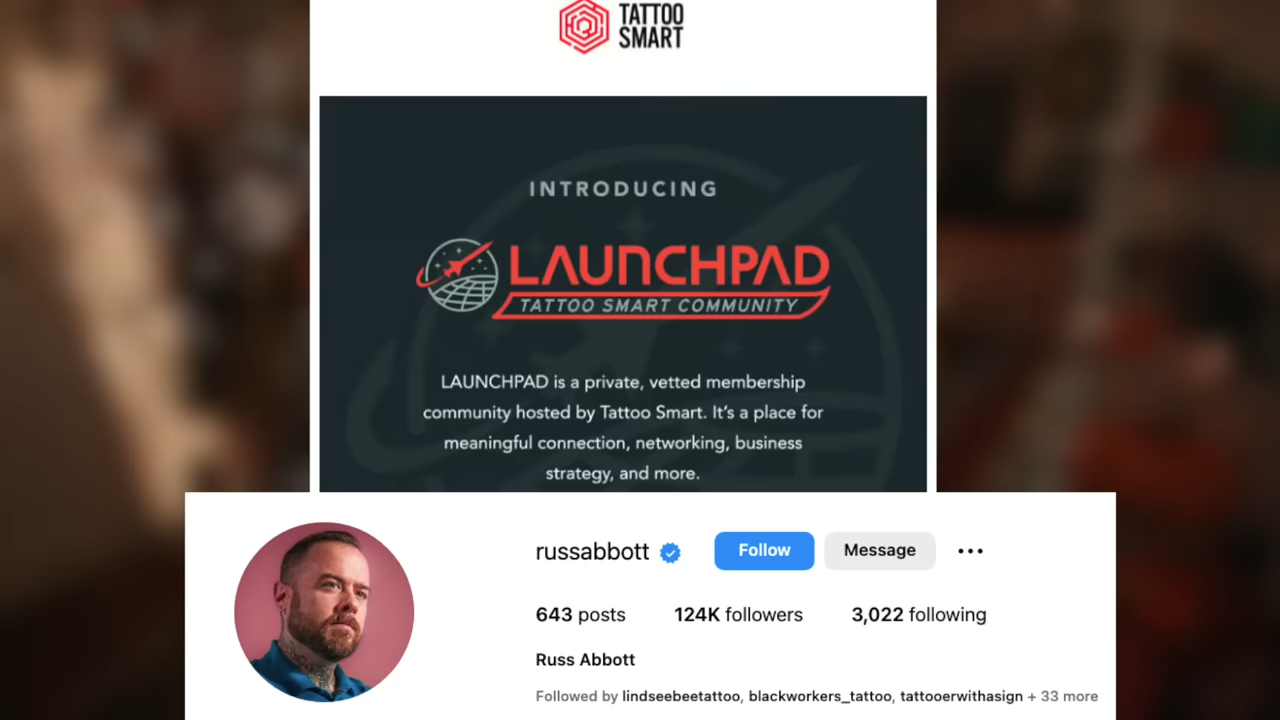 TATTOO
SMART
INTRODUCING
LAUNCHPAD
TATTOO SMART COMMUNITY
LAUNCHPAD is a private, vetted membership
community hosted by Tattoo Smart. It's a place for
meaningful connection, networking, business
strategy, and more.
russabbott Follow Message
643 posts 124K followers 3,022 following
Russ Abbott
Followed by lindseebeetattoo, blackworkers_tattoo, tattooerwithasign + 33 more